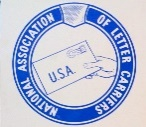 NATIONAL ASSOCIATION OF LETTER CARRIERS
U.S.A.